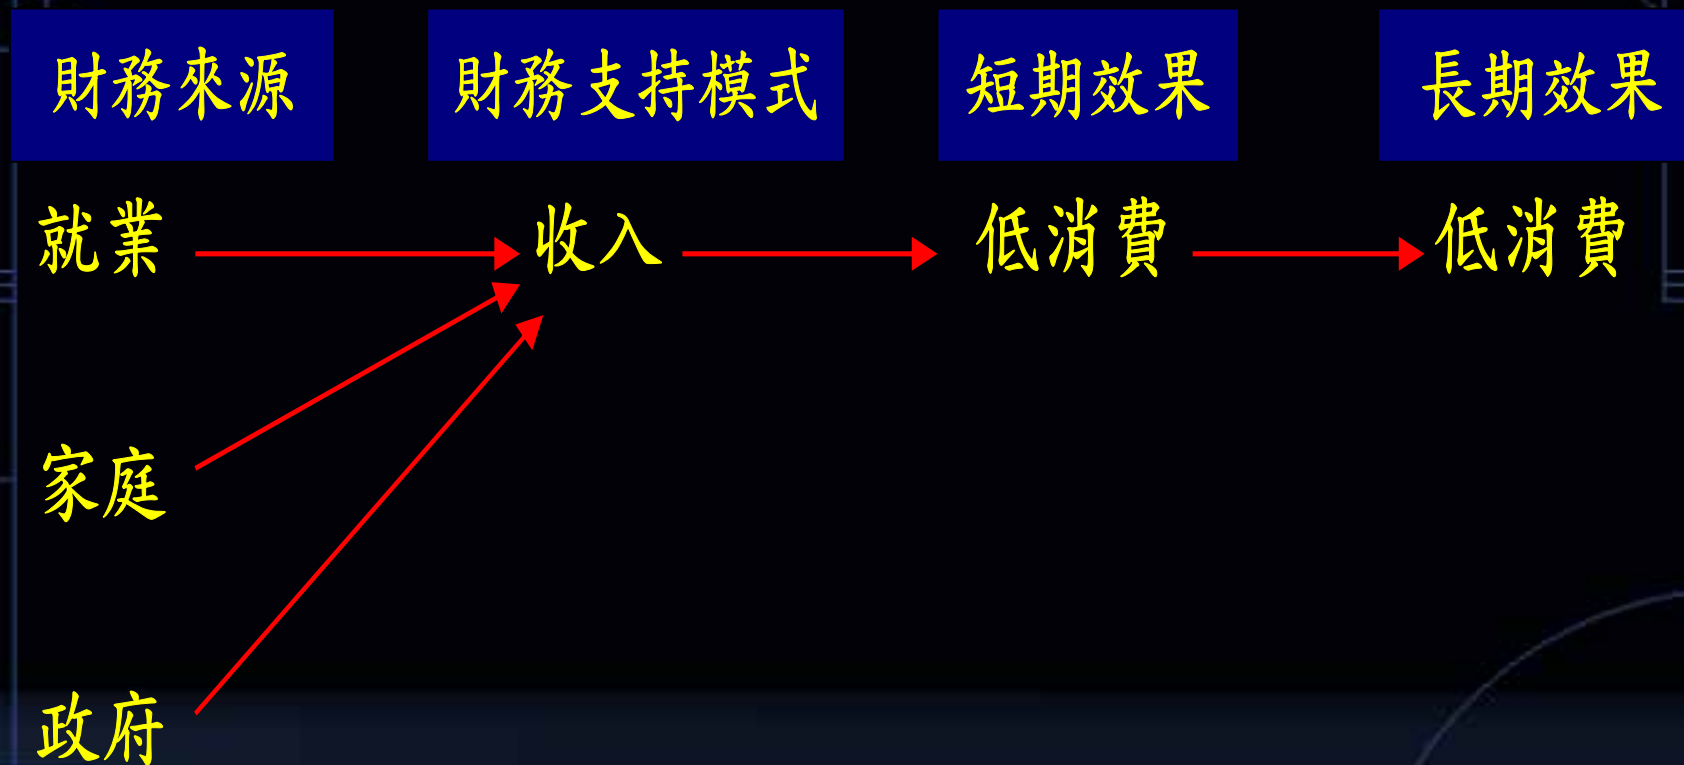 財務來源 財務支持模式 短期效果 長期效果
就業 收入 低消費 低消費
家庭
政府